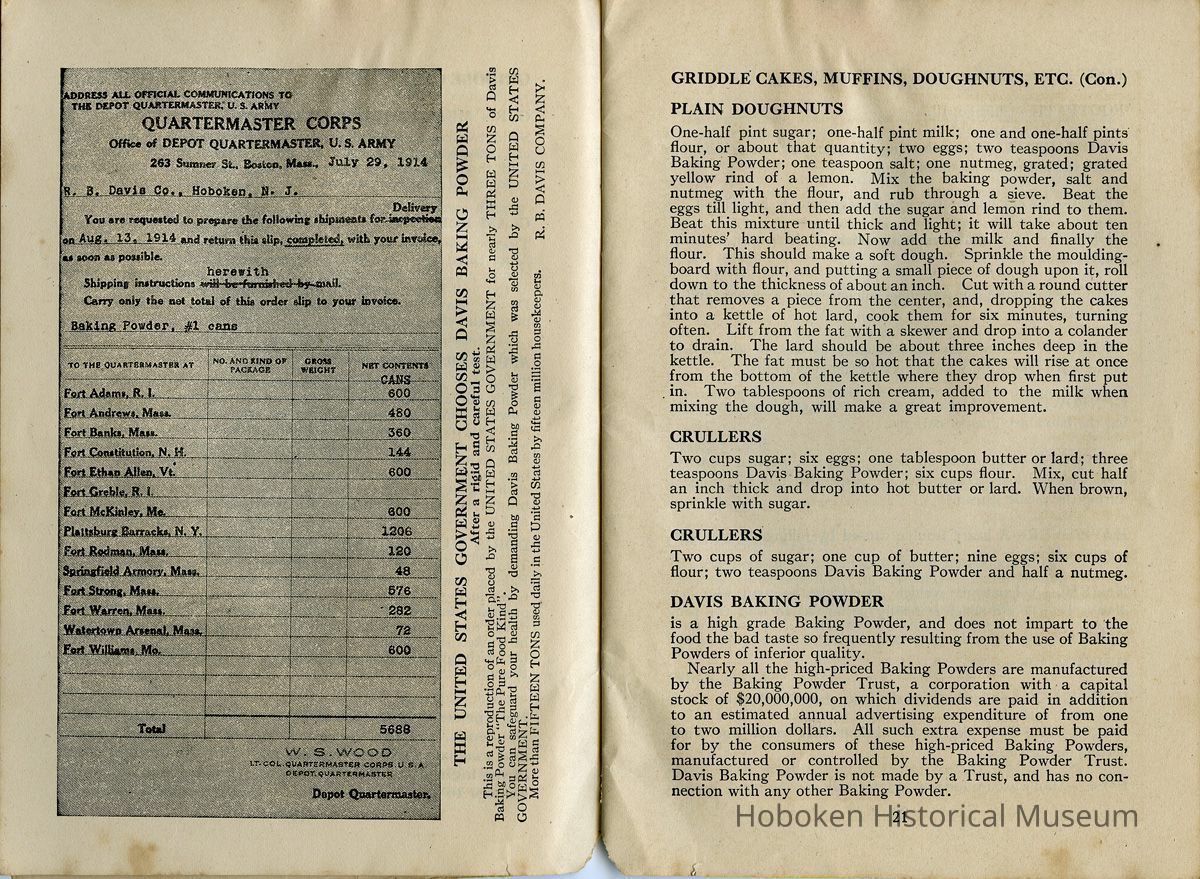 ADDRESS ALL OFFICIAL COMMUNICATIONS TO
THE DEPOT QUARTERMASTER, U. S. ARMY
QUARTERMASTER CORPS
Office of DEPOT QUARTERMASTER, U. S. ARMY
263 Sumner St., Boston, Mass., July 29, 1914
R. B. Davis Co., Hoboken, N. J.
Delivery
You are requested to prepare the following shipments for inspection
on Aug. 13, 1914 and return this slip, completed, with your invoice,
as soon as possible.
herewith
Shipping instructions will be furnished by mail.
Carry only the net total of this order slip to your invoice.
Baking Powder, #1 cans
TO THE QUARTERMASTER AT NO. AND KIND OF PACKAGE GROSS WEIGHT NET CONTENTS
CANS
Fort Adams, R. I. 600
Fort Andrews, Mass. 480
Fort Banks, Mass. 360
Fort Constitution, N. H. 144
Fort Ethan Allen, Vt. 600
Fort Greble, R. I.
Fort McKinley, Me. 600
Plattsburg Barracks, N. Y. 1206
Fort Rodman, Mass. 120
Springfield Armory, Mass. 48
Fort Strong, Mass. 576
Fort Warren, Mass. 282
Watertown Arsenal, Mass. 72
Fort Williams, Mo. 600
Total 5688
W. S. WOOD
LT. COL. QUARTERMASTER CORPS. U. S. A.
DEPOT. QUARTERMASTER
Depot Quartermaster.
THE UNITED STATES GOVERNMENT CHOOSES DAVIS BAKING POWDER
After a rigid and careful test.
This is a reproduction of an order placed by the UNITED STATES GOVERNMENT for nearly THREE TONS of Davis
Baking Powder "The Pure Food Kind".
You can safeguard your health by demanding Davis Baking Powder which was selected by the UNITED STATES
GOVERNMENT.
More than FIFTEEN TONS used daily in the United States by fifteen million housekeepers. R. B. DAVIS COMPANY.
GRIDDLE CAKES, MUFFINS, DOUGHNUTS, ETC. (Con.)
PLAIN DOUGHNUTS
One-half pint sugar; one-half pint milk; one and one-half pints
flour, or about that quantity; two eggs; two teaspoons Davis
Baking Powder; one teaspoon salt; one nutmeg, grated; grated
yellow rind of a lemon. Mix the baking powder, salt and
nutmeg with the flour, and rub through a sieve. Beat the
eggs till light, and then add the sugar and lemon rind to them.
Beat this mixture until thick and light; it will take about ten
minutes' hard beating. Now add the milk and finally the
flour. This should make a soft dough. Sprinkle the moulding-
board with flour, and putting a small piece of dough upon it, roll
down to the thickness of about an inch. Cut with a round cutter
that removes a piece from the center, and, dropping the cakes
into a kettle of hot lard, cook them for six minutes, turning
often. Lift from the fat with a skewer and drop into a colander
to drain. The lard should be about three inches deep in the
kettle. The fat must be so hot that the cakes will rise at once
from the bottom of the kettle where they drop when first put
in. Two tablespoons of rich cream, added to the milk when
mixing the dough, will make a great improvement.
CRULLERS
Two cups sugar; six eggs; one tablespoon butter or lard; three
teaspoons Davis Baking Powder; six cups flour. Mix, cut half
an inch thick and drop into hot butter or lard. When brown,
sprinkle with sugar.
CRULLERS
Two cups of sugar; one cup of butter; nine eggs; six cups of
flour; two teaspoons Davis Baking Powder and half a nutmeg.
DAVIS BAKING POWDER
is a high grade Baking Powder, and does not impart to the
food the bad taste so frequently resulting from the use of Baking
Powders of inferior quality.
Nearly all the high-priced Baking Powders are manufactured
by the Baking Powder Trust, a corporation with a capital
stock of $20,000,000, on which dividends are paid in addition
to an estimated annual advertising expenditure of from one
to two million dollars. All such extra expense must be paid
for by the consumers of these high-priced Baking Powders,
manufactured or controlled by the Baking Powder Trust.
Davis Baking Powder is not made by a Trust, and has no con-
nection with any other Baking Powder.
21
Hoboken Historical Museum